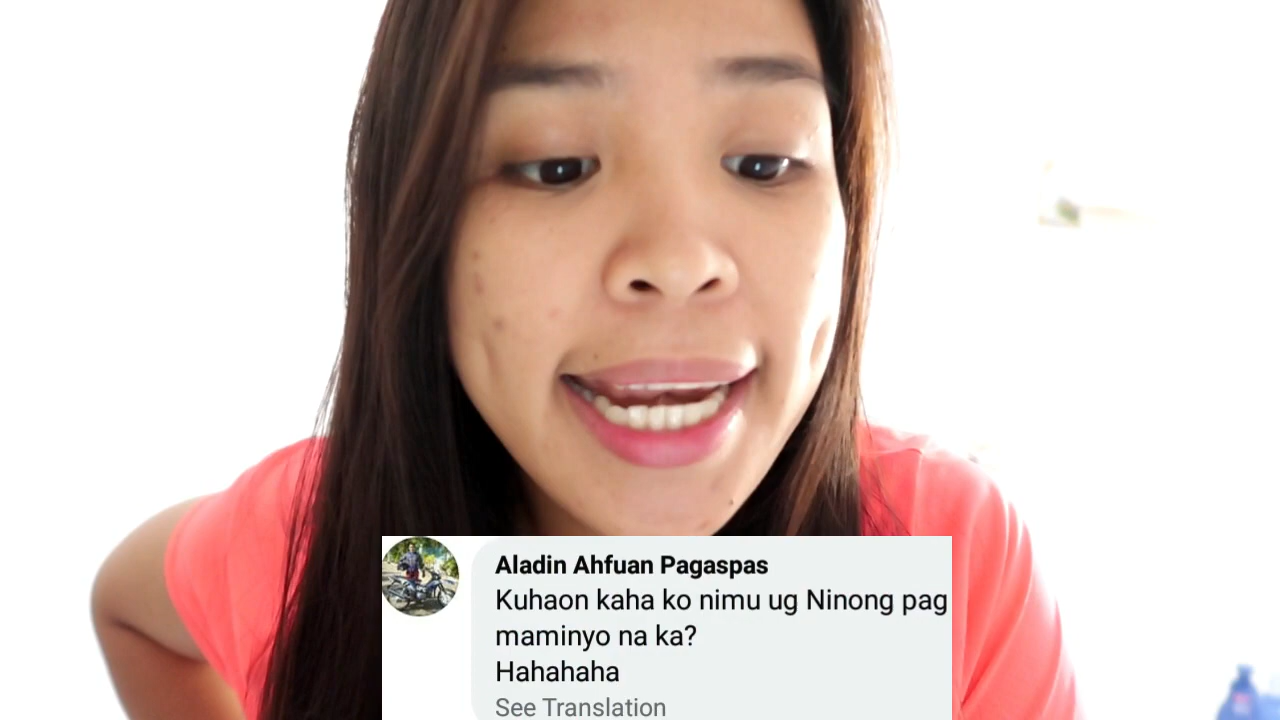 Aladin Ahfuan Pagaspas
Kuhaon kaha ko nimu ug Ninong pag
maminyo na ka?
Hahahaha
See Translation